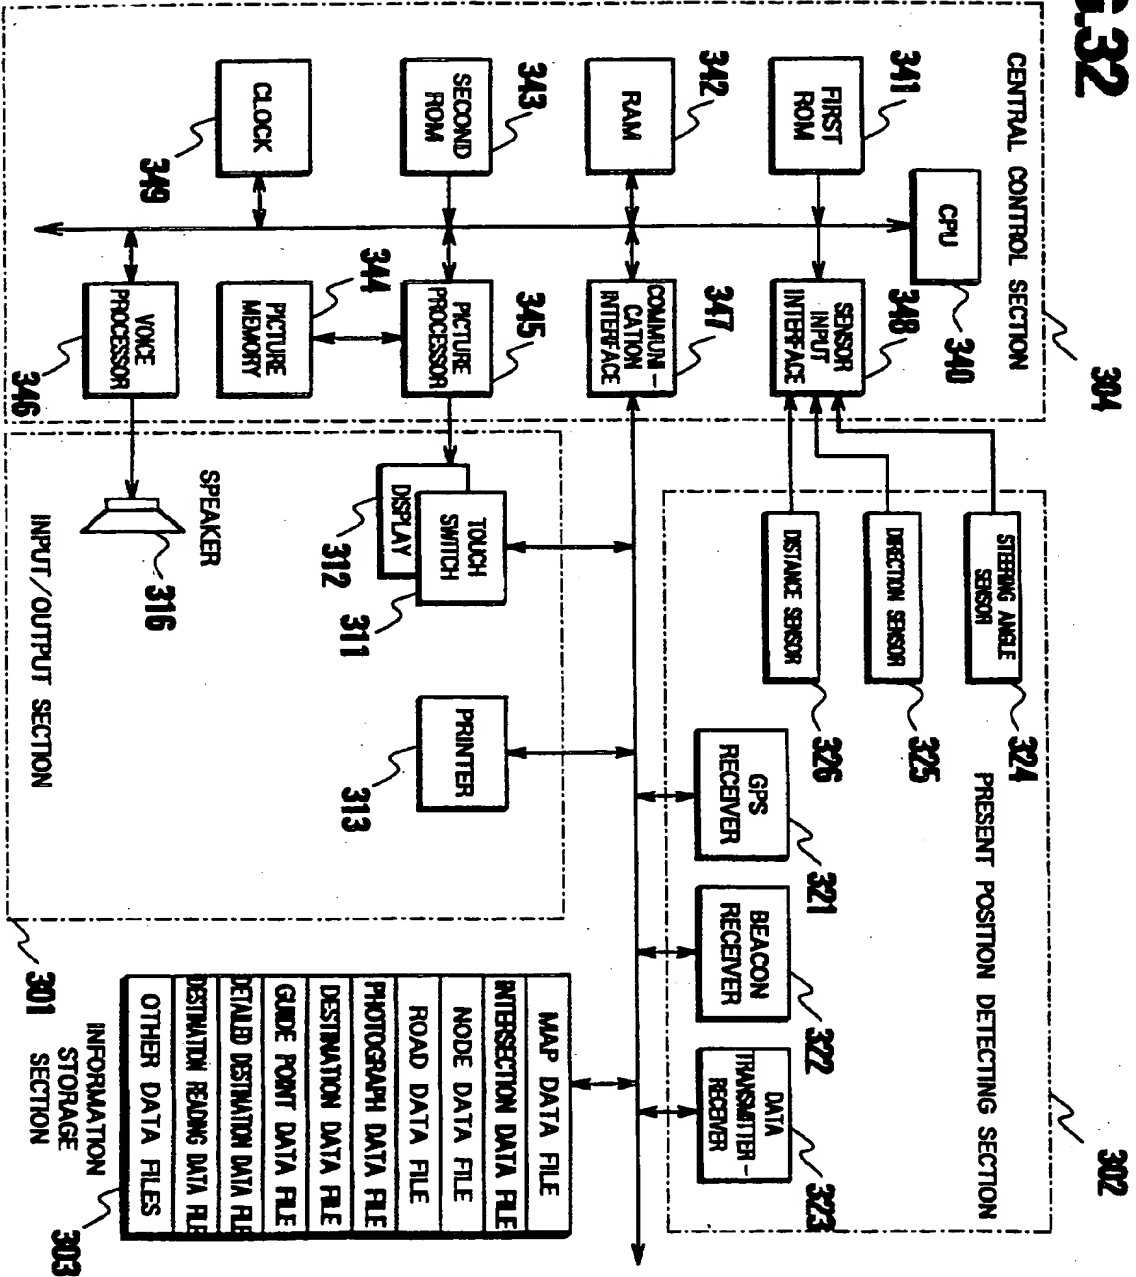 G.32
CENTRAL CONTROL SECTION
304
341
FIRST
ROM
342
RAM
343
SECOND
ROM
CLOCK
349
CPU
340
348
SENSOR
INPUT
INTERFACE
347
COMMUNI-
CATION
INTERFACE
345
PICTURE
PROCESSOR
344
PICTURE
MEMORY
VOICE
PROCESSOR
346
PRESENT POSITION DETECTING SECTION
302
STEERING ANGLE
SENSOR
324
DIRECTION SENSOR
325
DISTANCE SENSOR
326
GPS
RECEIVER
321
BEACON
RECEIVER
322
DATA
TRANSMITTER-
RECEIVER
323
TOUCH
SWITCH
311
DISPLAY
312
PRINTER
313
SPEAKER
316
INPUT/OUTPUT SECTION
301
MAP DATA FILE
INTERSECTION DATA FILE
NODE DATA FILE
ROAD DATA FILE
PHOTOGRAPH DATA FILE
DESTINATION DATA FILE
GUIDE POINT DATA FILE
DETAILED DESTINATION DATA FILE
DESTINATION READING DATA FILE
OTHER DATA FILES
INFORMATION
STORAGE
SECTION
303